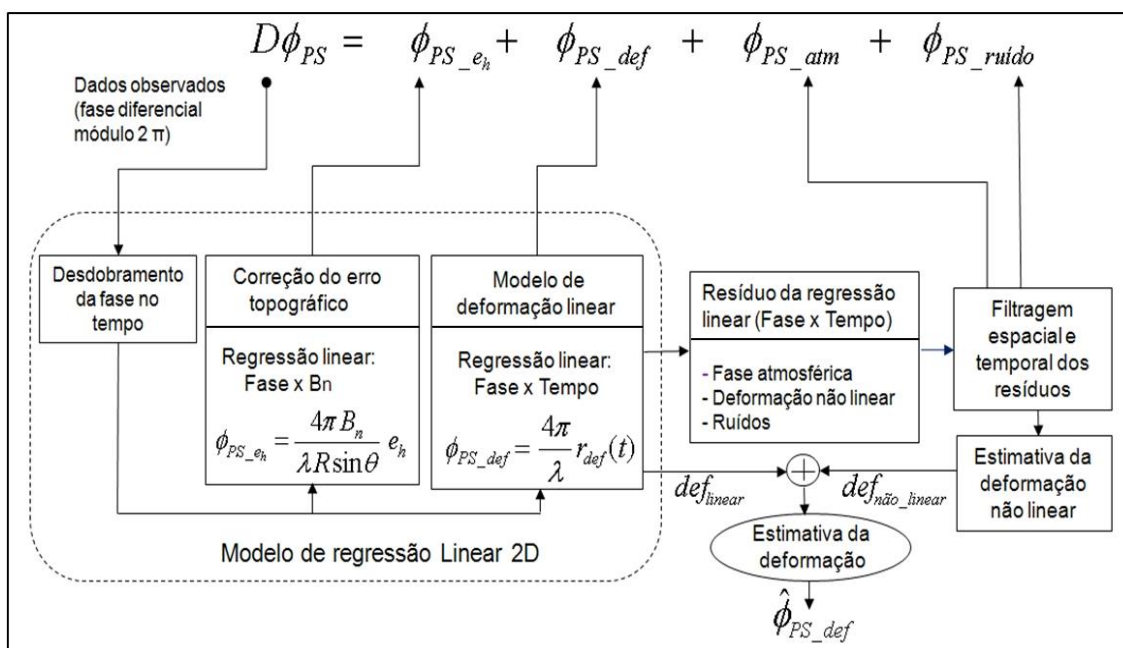 Dϕ_PS = ϕ_PS_e_h + ϕ_PS_def + ϕ_PS_atm + ϕ_PS_ruído
Dados observados
(fase diferencial
módulo 2 π)
Desdobramento
da fase no
tempo
Correção do erro
topográfico
Regressão linear:
Fase x Bn
ϕ_PS_e_h = 4πB_n / λR sinθ e_h
Modelo de
deformação linear
Regressão linear:
Fase x Tempo
ϕ_PS_def = 4π / λ r_def(t)
Modelo de regressão Linear 2D
Resíduo da regressão
linear (Fase x Tempo)
- Fase atmosférica
- Deformação não linear
- Ruídos
Filtragem
espacial e
temporal dos
resíduos
Estimativa da
deformação
não linear
def_linear
+
def_não_linear
Estimativa da
deformação
ϕ̂_PS_def